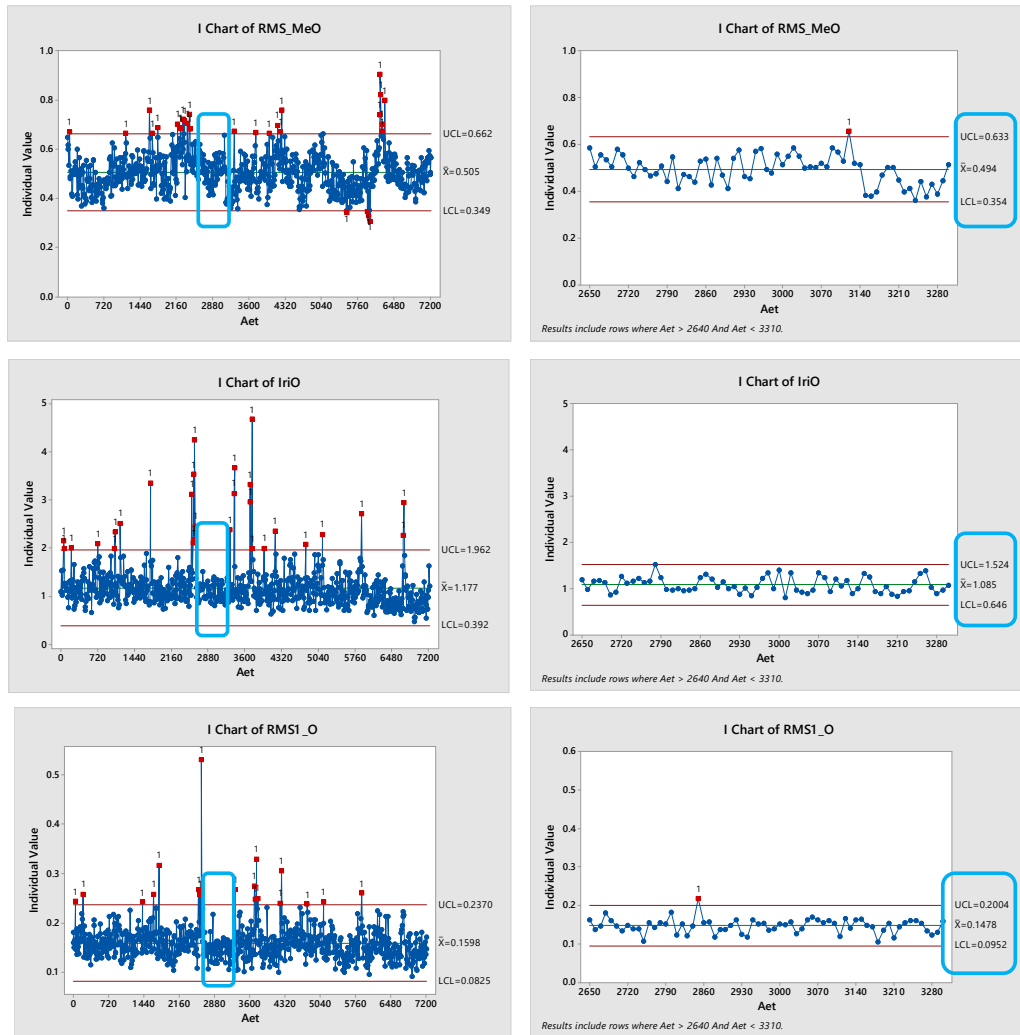 I Chart of RMS_MeO
1.0
0.8
0.6
0.4
0.2
0.0
Individual Value
1
UCL=0.662
X̄=0.505
LCL=0.349
0 720 1440 2160 2880 3600 4320 5040 5760 6480 7200
Aet
I Chart of RMS_MeO
1.0
0.8
0.6
0.4
0.2
0.0
Individual Value
1
UCL=0.633
X̄=0.494
LCL=0.354
2650 2720 2790 2860 2930 3000 3070 3140 3210 3280
Aet
Results include rows where Aet > 2640 And Aet < 3310.
I Chart of IriO
5
4
3
2
1
0
Individual Value
1
UCL=1.962
X̄=1.177
LCL=0.392
0 720 1440 2160 2880 3600 4320 5040 5760 6480 7200
Aet
I Chart of IriO
5
4
3
2
1
0
Individual Value
UCL=1.524
X̄=1.085
LCL=0.646
2650 2720 2790 2860 2930 3000 3070 3140 3210 3280
Aet
Results include rows where Aet > 2640 And Aet < 3310.
I Chart of RMS1_O
0.5
0.4
0.3
0.2
0.1
Individual Value
1
UCL=0.2370
X̄=0.1598
LCL=0.0825
0 720 1440 2160 2880 3600 4320 5040 5760 6480 7200
Aet
I Chart of RMS1_O
0.6
0.5
0.4
0.3
0.2
0.1
0.0
Individual Value
1
UCL=0.2004
X̄=0.1478
LCL=0.0952
2650 2720 2790 2860 2930 3000 3070 3140 3210 3280
Aet
Results include rows where Aet > 2640 And Aet < 3310.